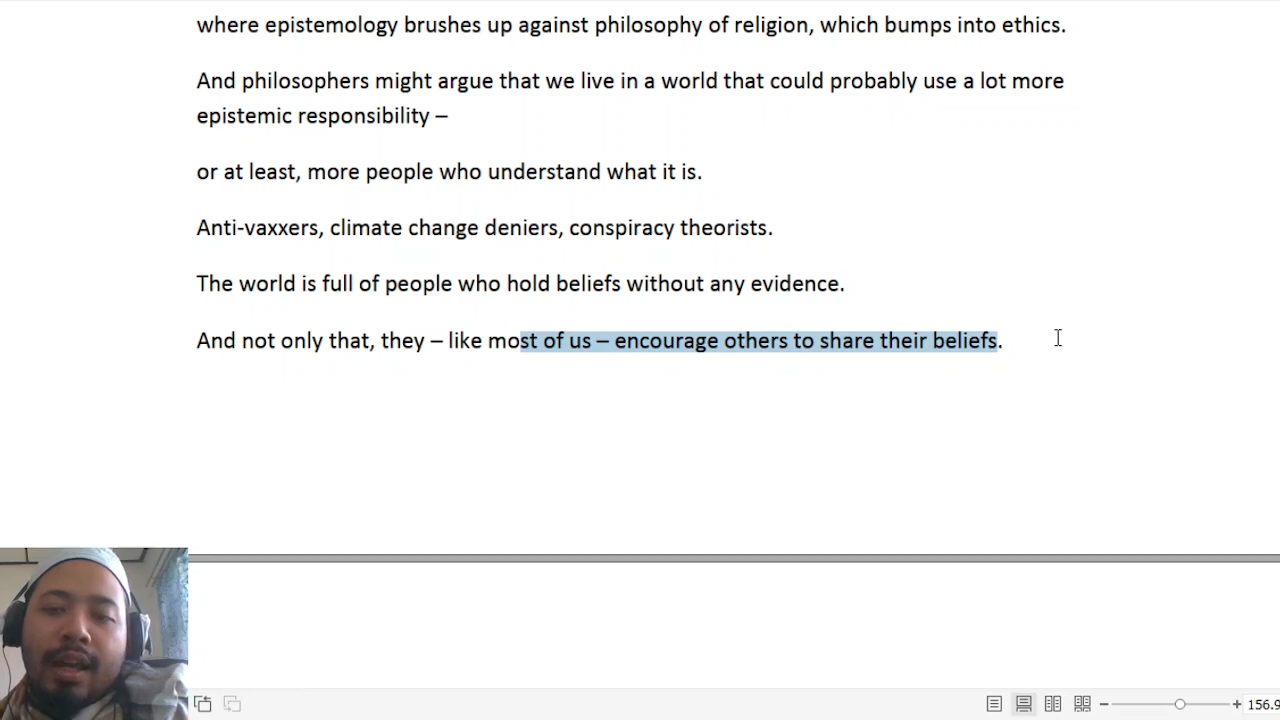 where epistemology brushes up against philosophy of religion, which bumps into ethics.
And philosophers might argue that we live in a world that could probably use a lot more
epistemic responsibility –
or at least, more people who understand what it is.
Anti-vaxxers, climate change deniers, conspiracy theorists.
The world is full of people who hold beliefs without any evidence.
And not only that, they – like most of us – encourage others to share their beliefs.
156.9